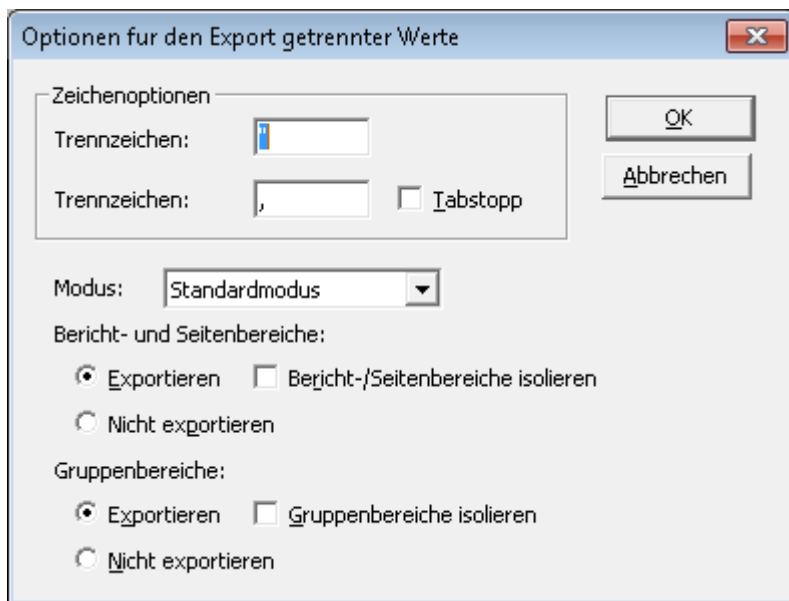 Optionen fur den Export getrennter Werte
Zeichenoptionen
Trennzeichen: "
Trennzeichen: , Tabstopp
OK
Abbrechen
Modus: Standardmodus
Bericht- und Seitenbereiche:
Exportieren Bericht-/Seitenbereiche isolieren
Nicht exportieren
Gruppenbereiche:
Exportieren Gruppenbereiche isolieren
Nicht exportieren